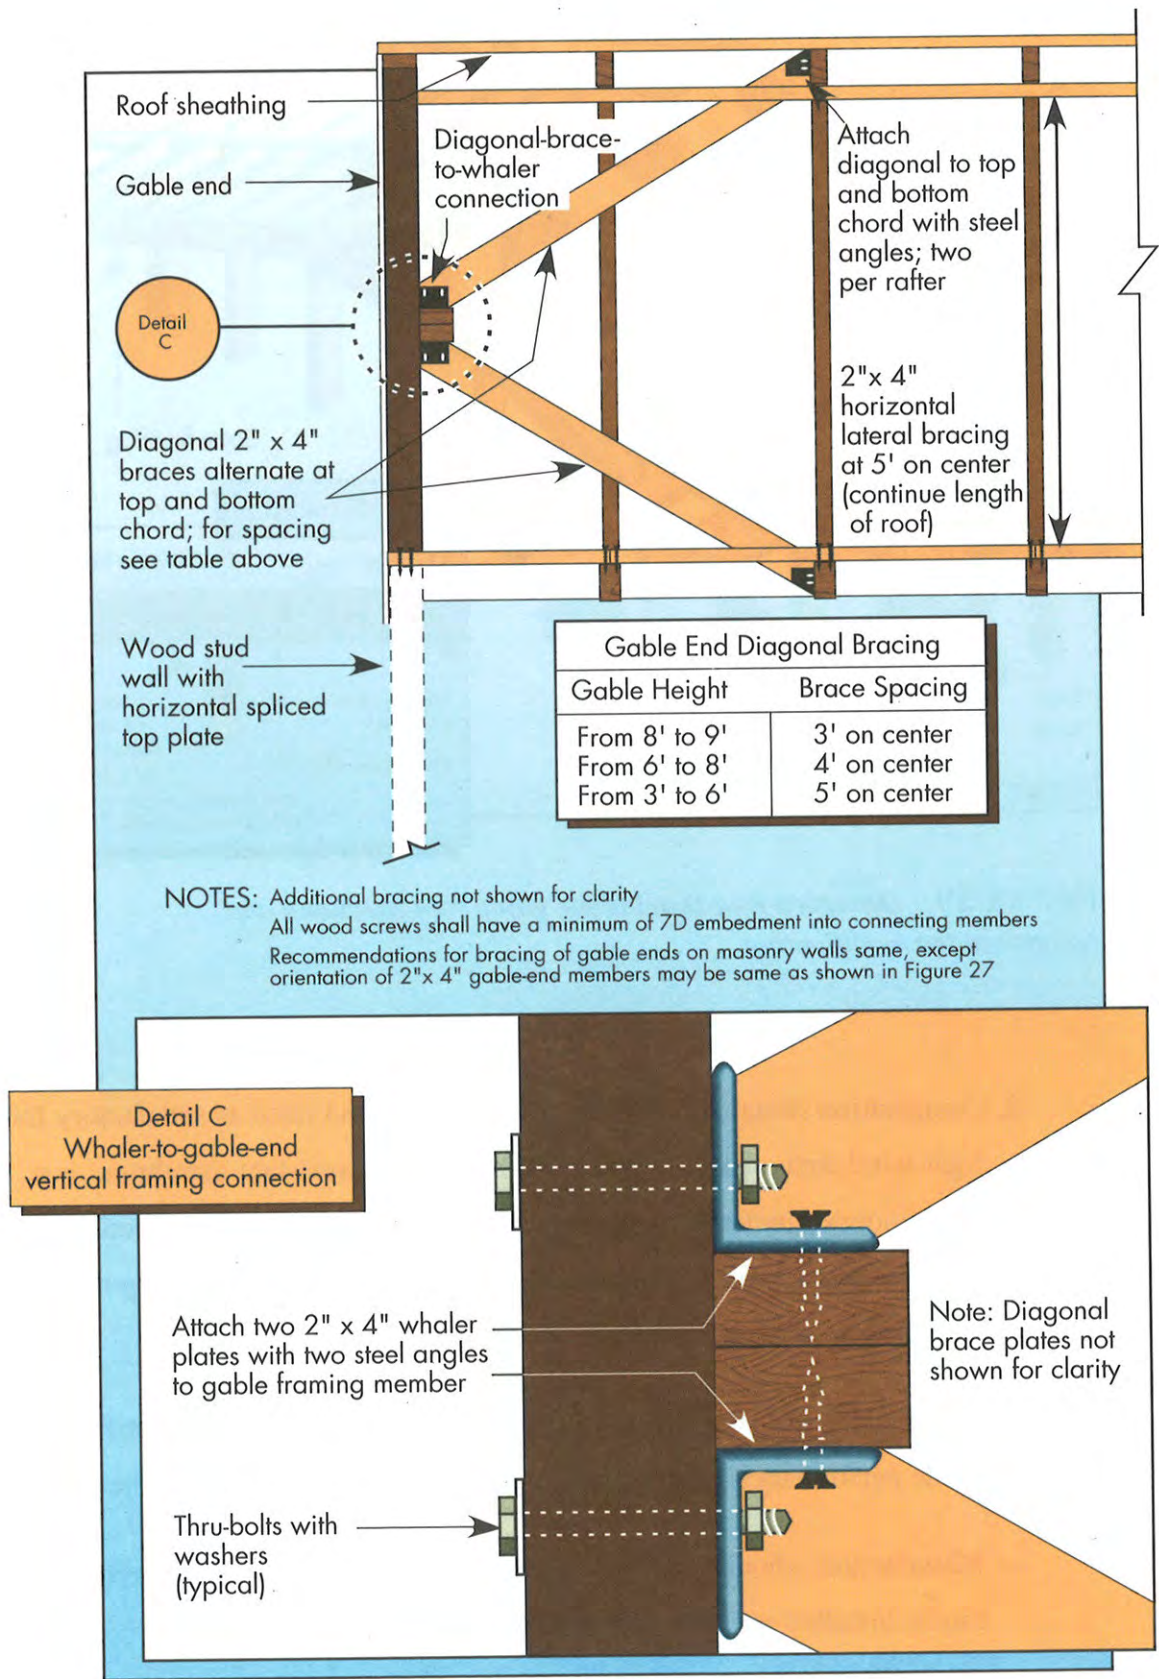 Roof sheathing
Gable end
Diagonal-brace-
to-whaler
connection
Attach
diagonal to top
and bottom
chord with steel
angles; two
per rafter
Detail
C
2"x 4"
horizontal
lateral bracing
at 5' on center
(continue length
of roof)
Diagonal 2" x 4"
braces alternate at
top and bottom
chord; for spacing
see table above
Wood stud
wall with
horizontal spliced
top plate
Gable End Diagonal Bracing
Gable Height Brace Spacing
From 8' to 9' 3' on center
From 6' to 8' 4' on center
From 3' to 6' 5' on center
NOTES: Additional bracing not shown for clarity
All wood screws shall have a minimum of 7D embedment into connecting members
Recommendations for bracing of gable ends on masonry walls same, except
orientation of 2"x 4" gable-end members may be same as shown in Figure 27
Detail C
Whaler-to-gable-end
vertical framing connection
Attach two 2" x 4" whaler
plates with two steel angles
to gable framing member
Note: Diagonal
brace plates not
shown for clarity
Thru-bolts with
washers
(typical)